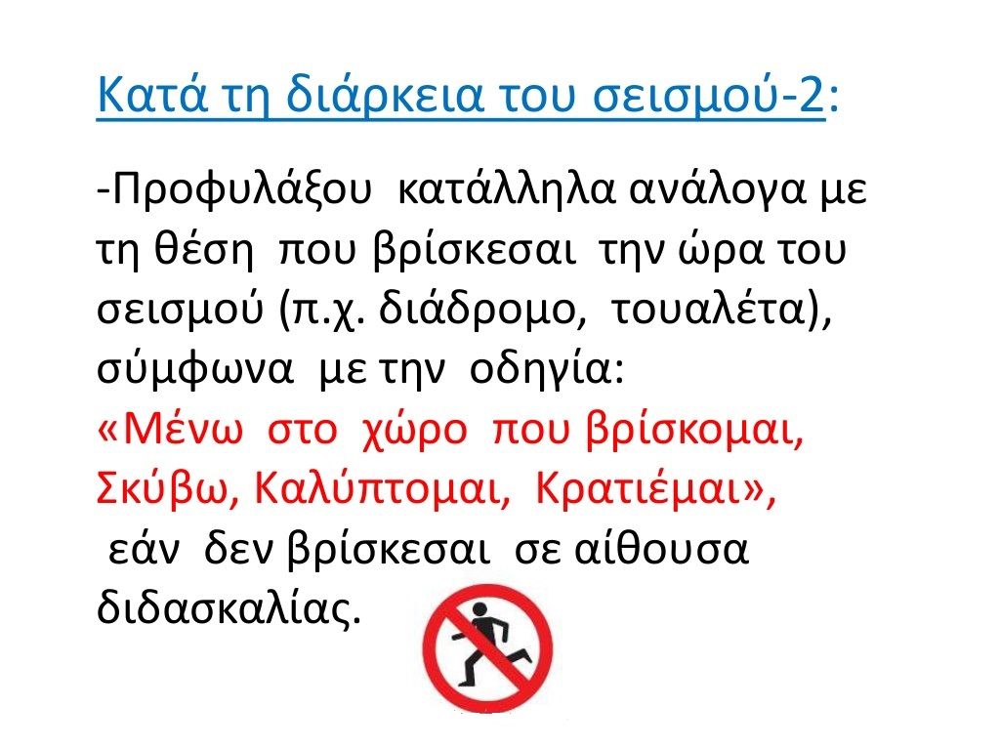 Κατά τη διάρκεια του σεισμού-2:
-Προφυλάξου κατάλληλα ανάλογα με
τη θέση που βρίσκεσαι την ώρα του
σεισμού (π.χ. διάδρομο, τουαλέτα),
σύμφωνα με την οδηγία:
«Μένω στο χώρο που βρίσκομαι,
Σκύβω, Καλύπτομαι, Κρατιέμαι»,
εάν δεν βρίσκεσαι σε αίθουσα
διδασκαλίας.